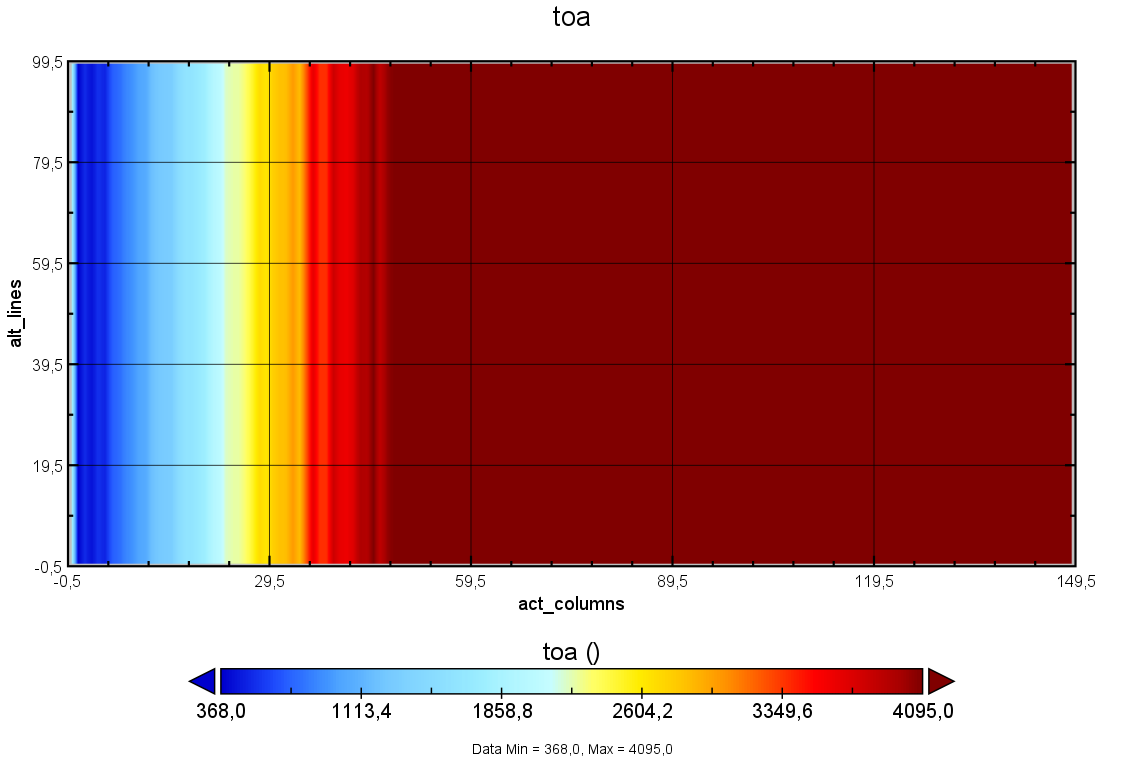 toa
99,5
79,5
59,5
39,5
19,5
-0,5
alt_lines
-0,5 29,5 59,5 89,5 119,5 149,5
act_columns
toa ()
368,0 1113,4 1858,8 2604,2 3349,6 4095,0
Data Min = 368,0, Max = 4095,0